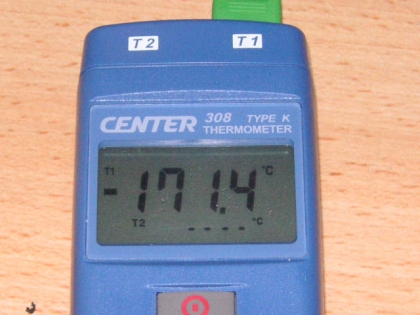 T2 T1
CENTER 308 TYPE K
THERMOMETER
T1 -171.4 °C
T2 ---- °C